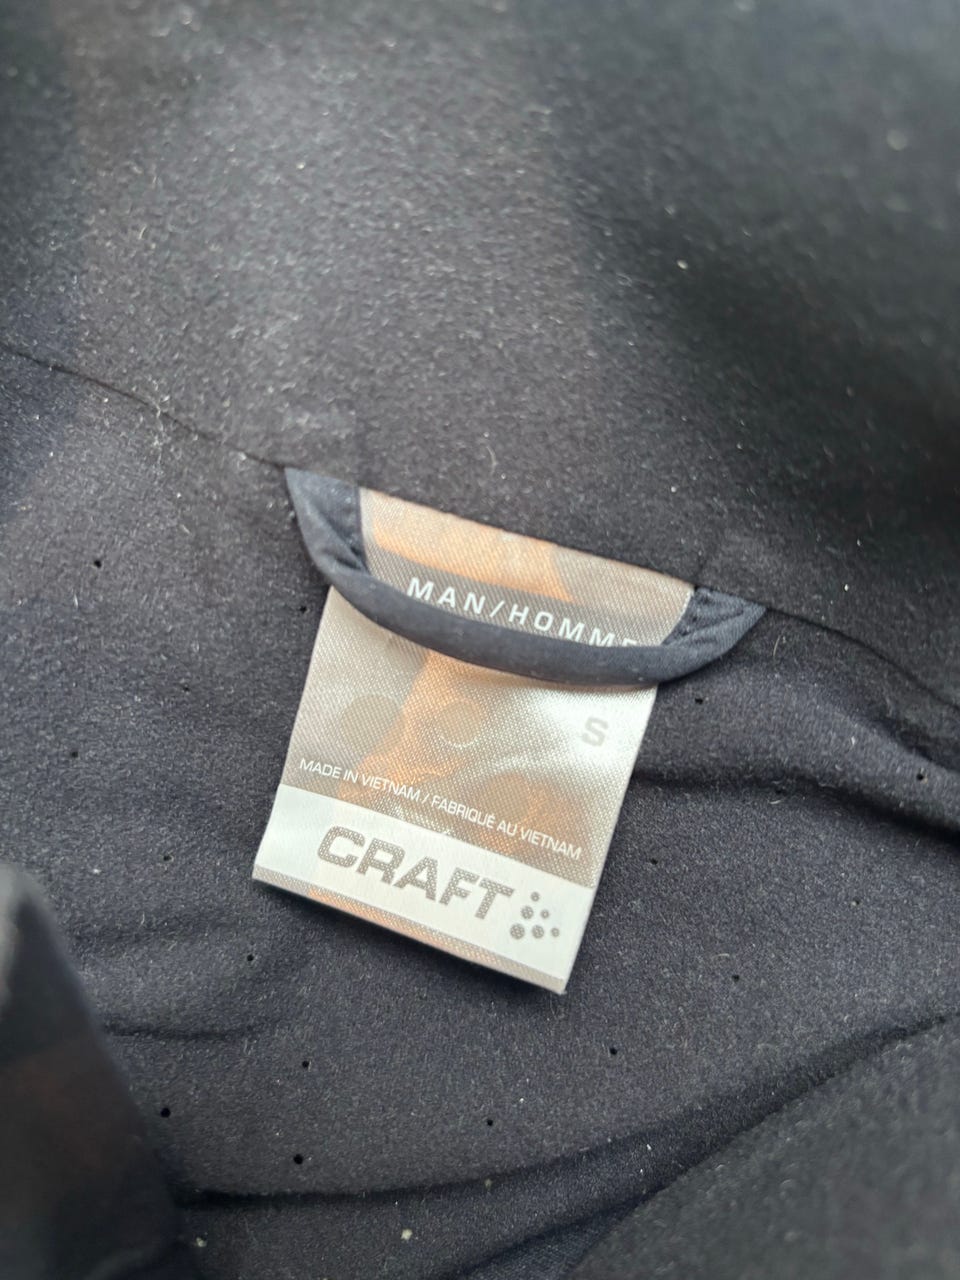 MAN/HOMME
S
MADE IN VIETNAM / FABRIQUÉ AU VIETNAM
CRAFT